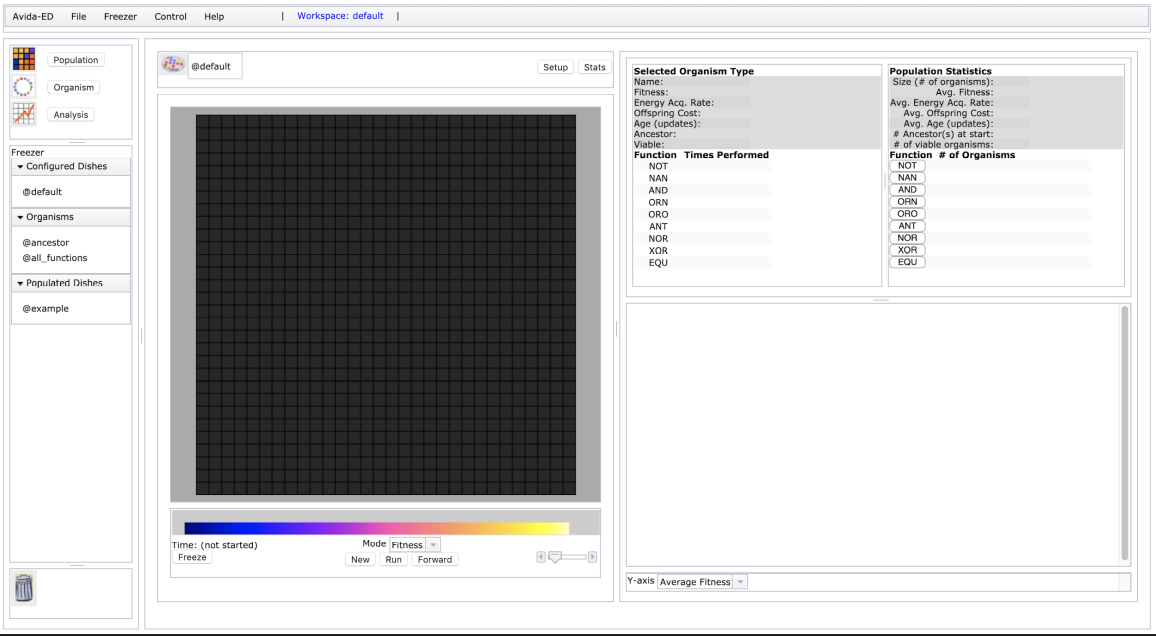 Avida-ED File Freezer Control Help | Workspace: default |
Population
Organism
Analysis
Freezer
Configured Dishes
@default
Organisms
@ancestor
@all_functions
Populated Dishes
@example
@default
Setup Stats
Time: (not started)
Mode Fitness
Freeze
New Run Forward
Selected Organism Type
Name:
Fitness:
Energy Acq. Rate:
Offspring Cost:
Age (updates):
Ancestor:
Viable:
Function Times Performed
NOT
NAN
AND
ORN
ORO
ANT
NOR
XOR
EQU
Population Statistics
Size (# of organisms):
Avg. Fitness:
Avg. Energy Acq. Rate:
Avg. Offspring Cost:
Avg. Age (updates):
# Ancestor(s) at start:
# of viable organisms:
Function # of Organisms
NOT
NAN
AND
ORN
ORO
ANT
NOR
XOR
EQU
Y-axis Average Fitness